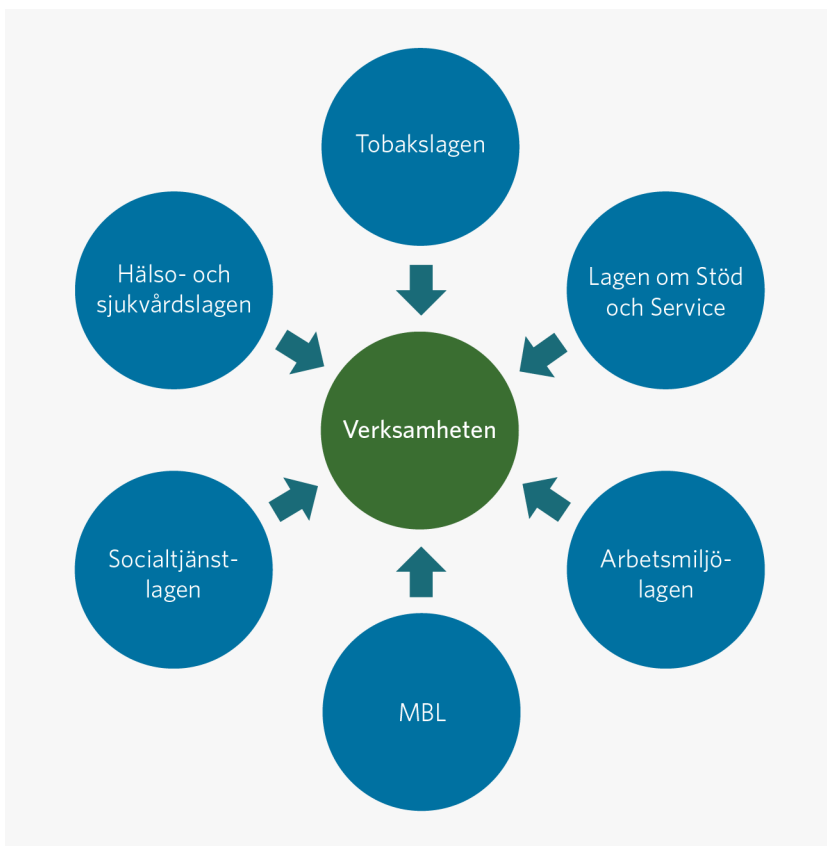 Tobakslagen
Hälso- och
sjukvårdslagen
Lagen om Stöd
och Service
Verksamheten
Socialtjänst-
lagen
Arbetsmiljö-
lagen
MBL